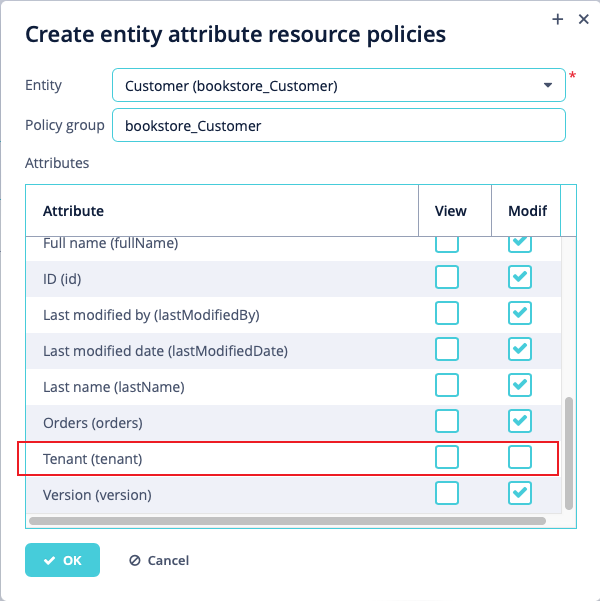 Create entity attribute resource policies
Entity Customer (bookstore_Customer) *
Policy group bookstore_Customer
Attributes
Attribute View Modif
Full name (fullName)
ID (id)
Last modified by (lastModifiedBy)
Last modified date (lastModifiedDate)
Last name (lastName)
Orders (orders)
Tenant (tenant)
Version (version)
OK Cancel